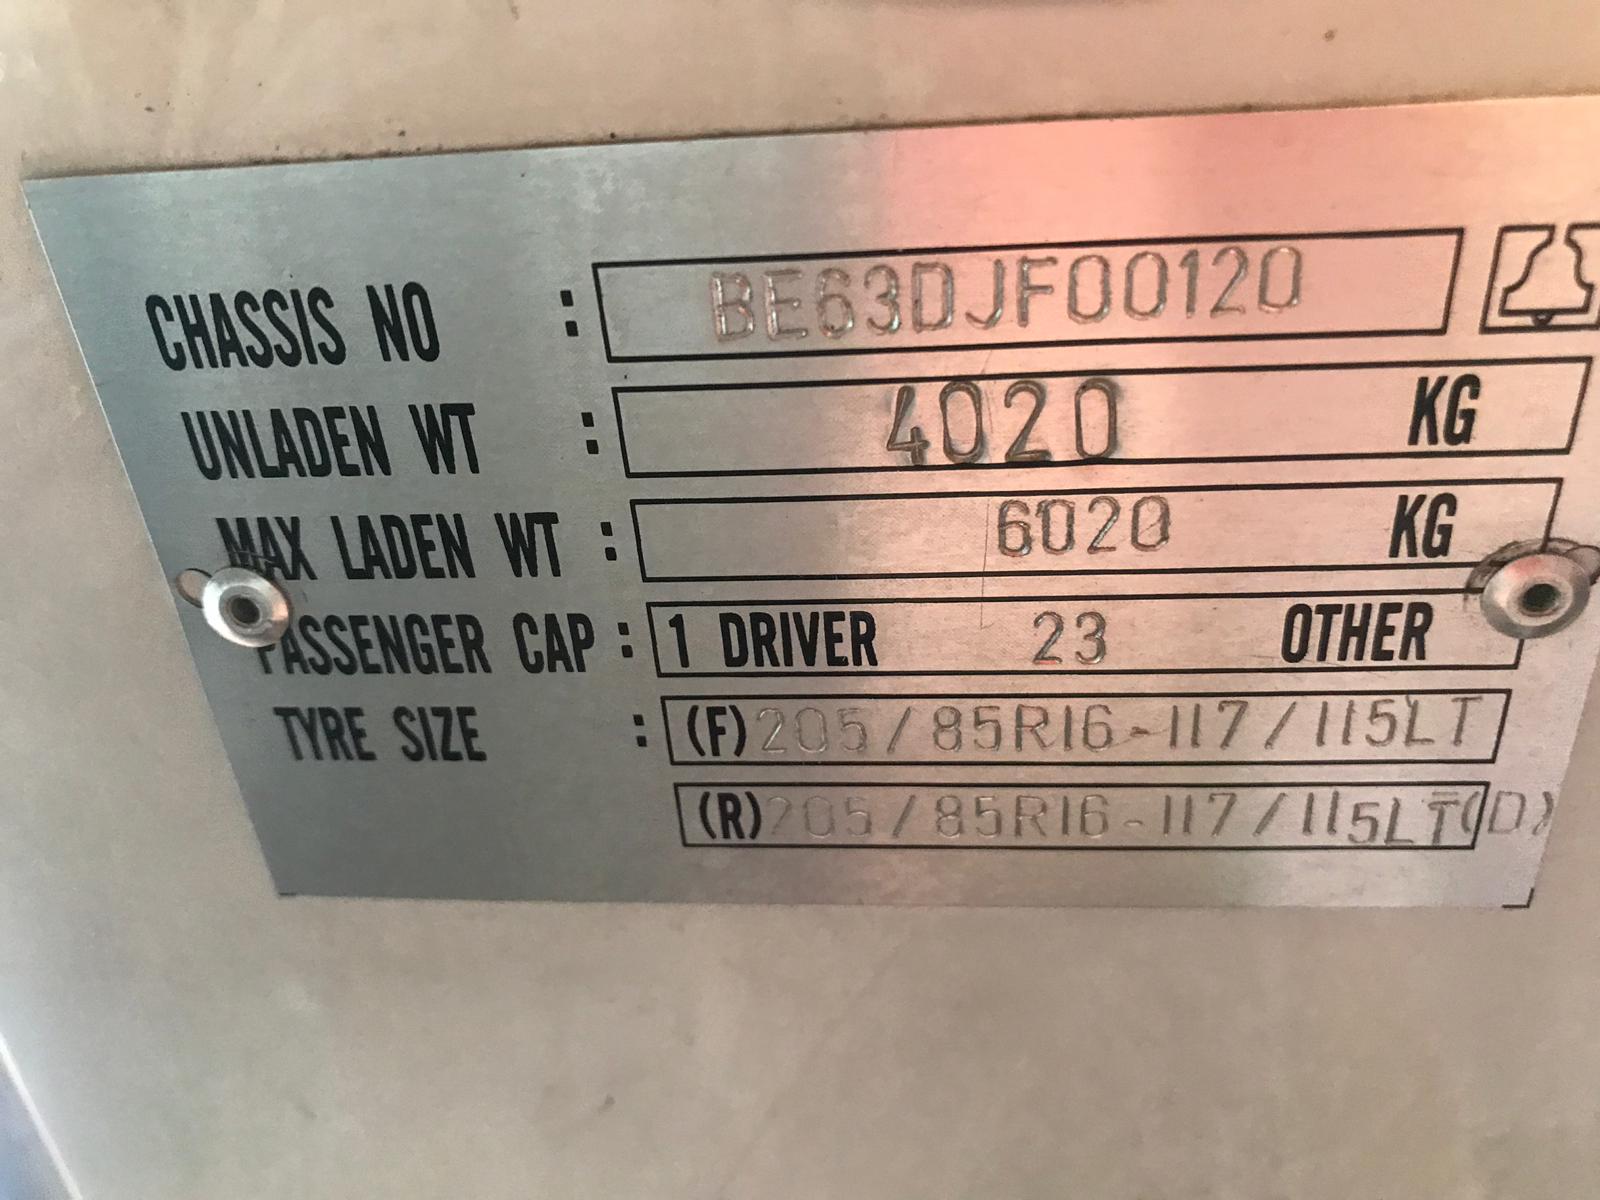 CHASSIS NO : BE63DJF00120
UNLADEN WT : 4020 KG
MAX LADEN WT : 6020 KG
PASSENGER CAP : 1 DRIVER 23 OTHER
TYRE SIZE : (F) 205/85R16-117/115LT
(R) 205/85R16-117/115LT(D)